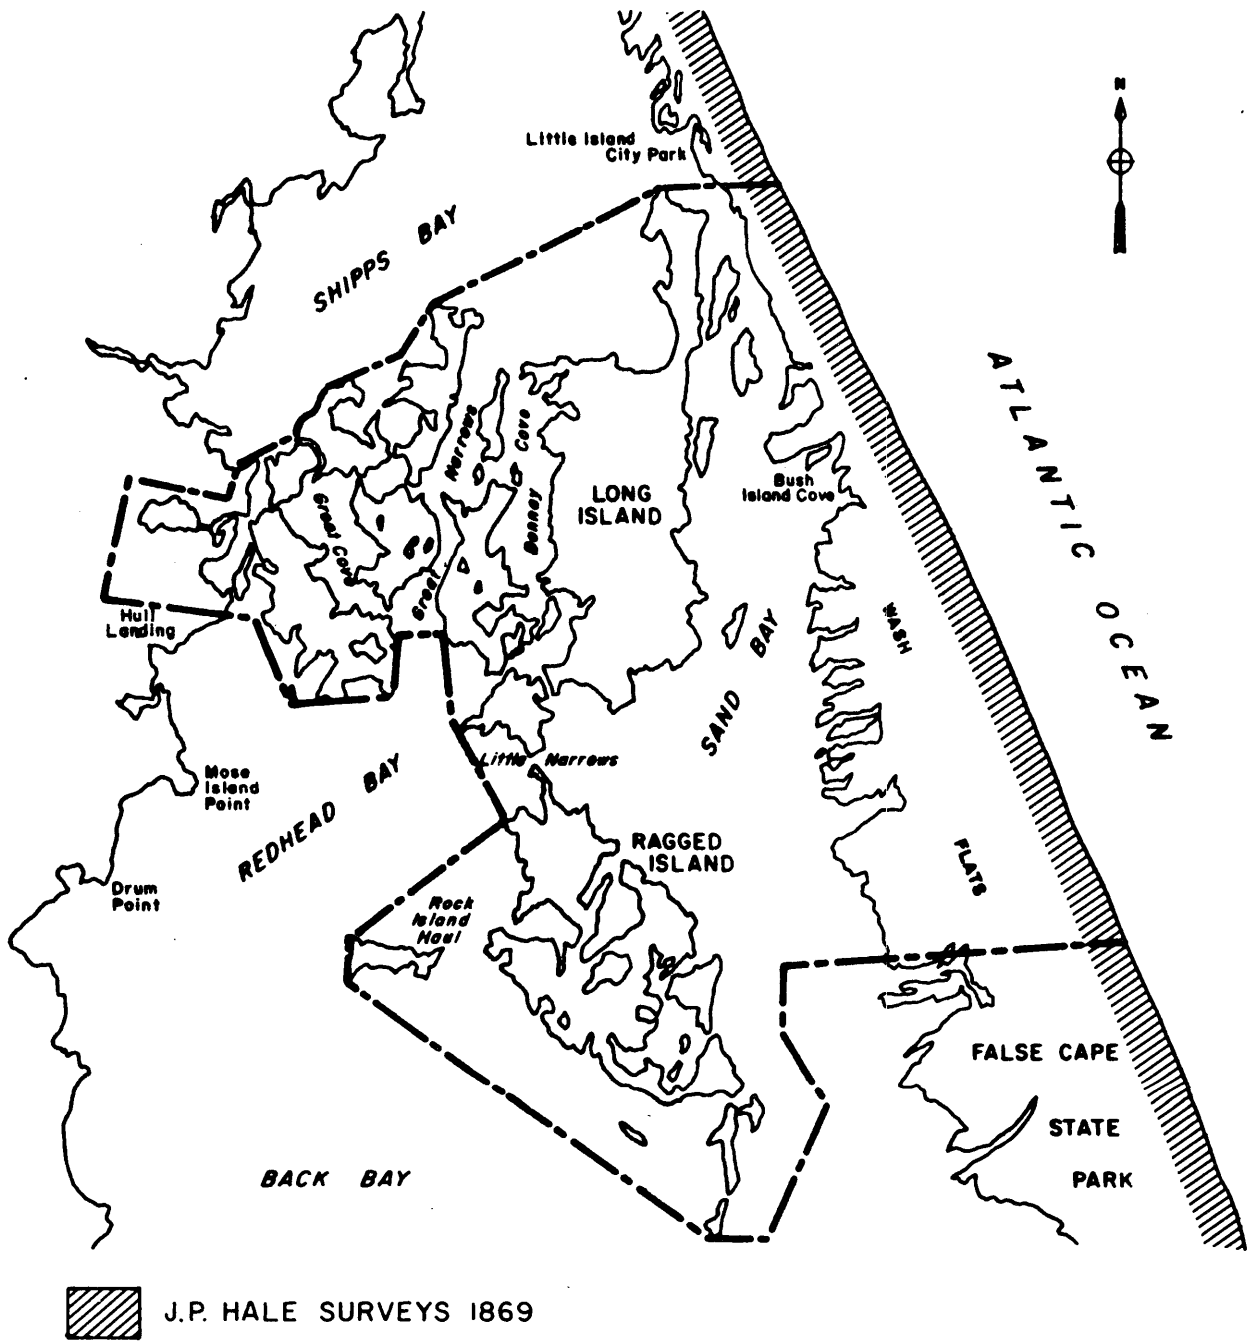 N
Little Island
City Park
SHIPPS BAY
ATLANTIC OCEAN
Narrows
Cove
Bonney
Great
Great Cove
LONG
ISLAND
Bush
Island Cove
Hull
Landing
WASH
SAND BAY
Little Narrows
Mose
Island
Point
REDHEAD BAY
RAGGED
ISLAND
FLATS
Drum
Point
Rock
Island
Haul
FALSE CAPE
STATE
PARK
BACK BAY
J.P. HALE SURVEYS 1869